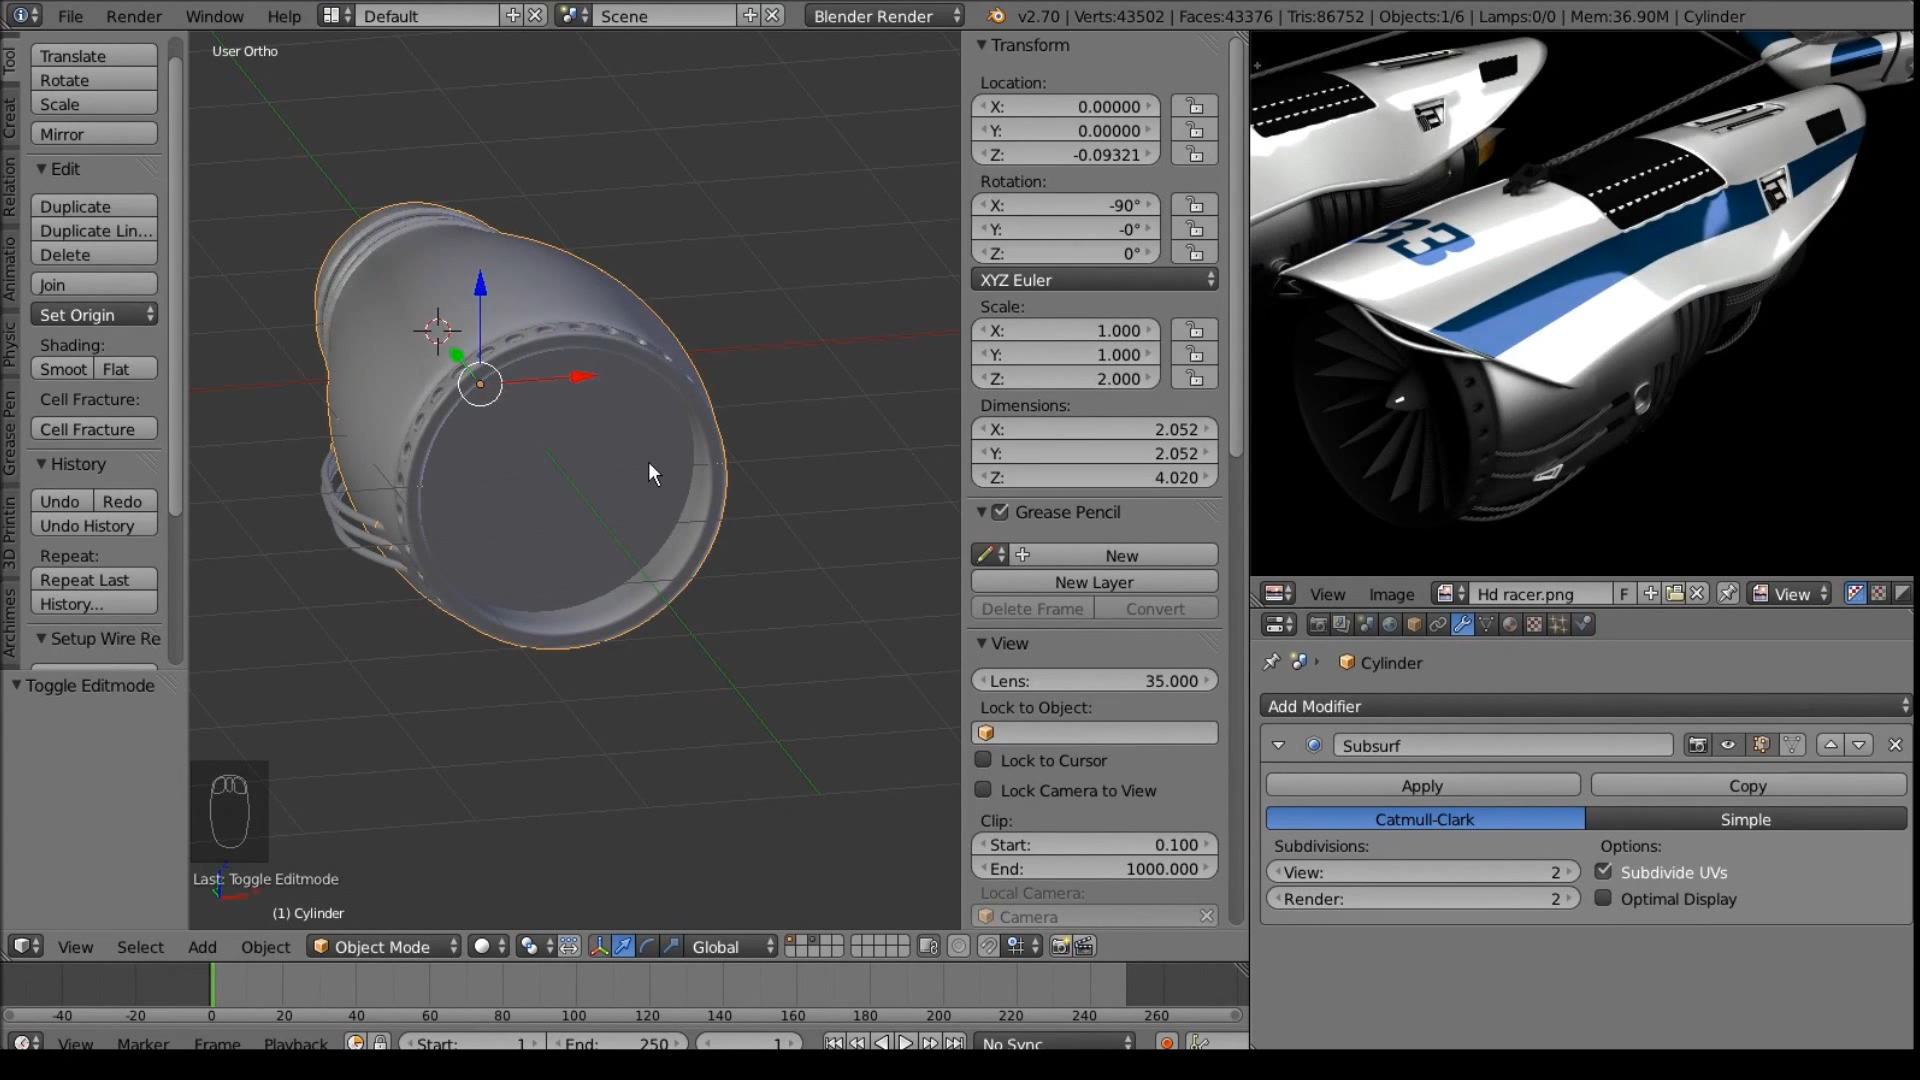 File Render Window Help Default Scene Blender Render v2.70 | Verts:43502 | Faces:43376 | Tris:86752 | Objects:1/6 | Lamps:0/0 | Mem:36.90M | Cylinder
User Ortho
Tool
Creat
Relation
Animatio
Physic
Grease Pen
3D Printin
Archimes
Translate
Rotate
Scale
Mirror
Edit
Duplicate
Duplicate Lin...
Delete
Join
Set Origin
Shading:
Smoot Flat
Cell Fracture:
Cell Fracture
History
Undo Redo
Undo History
Repeat:
Repeat Last
History...
Setup Wire Re
Toggle Editmode
Last: Toggle Editmode
(1) Cylinder
Transform
Location:
X: 0.00000
Y: 0.00000
Z: -0.09321
Rotation:
X: -90°
Y: -0°
Z: 0°
XYZ Euler
Scale:
X: 1.000
Y: 1.000
Z: 2.000
Dimensions:
X: 2.052
Y: 2.052
Z: 4.020
Grease Pencil
New
New Layer
Delete Frame Convert
View
Lens: 35.000
Lock to Object:
Lock to Cursor
Lock Camera to View
Clip:
Start: 0.100
End: 1000.000
Local Camera:
Camera
33
View Image Hd racer.png F View
Cylinder
Add Modifier
Subsurf
Apply Copy
Catmull-Clark Simple
Subdivisions: Options:
View: 2 Subdivide UVs
Render: 2 Optimal Display
View Select Add Object Object Mode Global
-40 -20 0 20 40 60 80 100 120 140 160 180 200 220 240 260
View Marker Frame Playback Start: 1 End: 250 1 No Sync